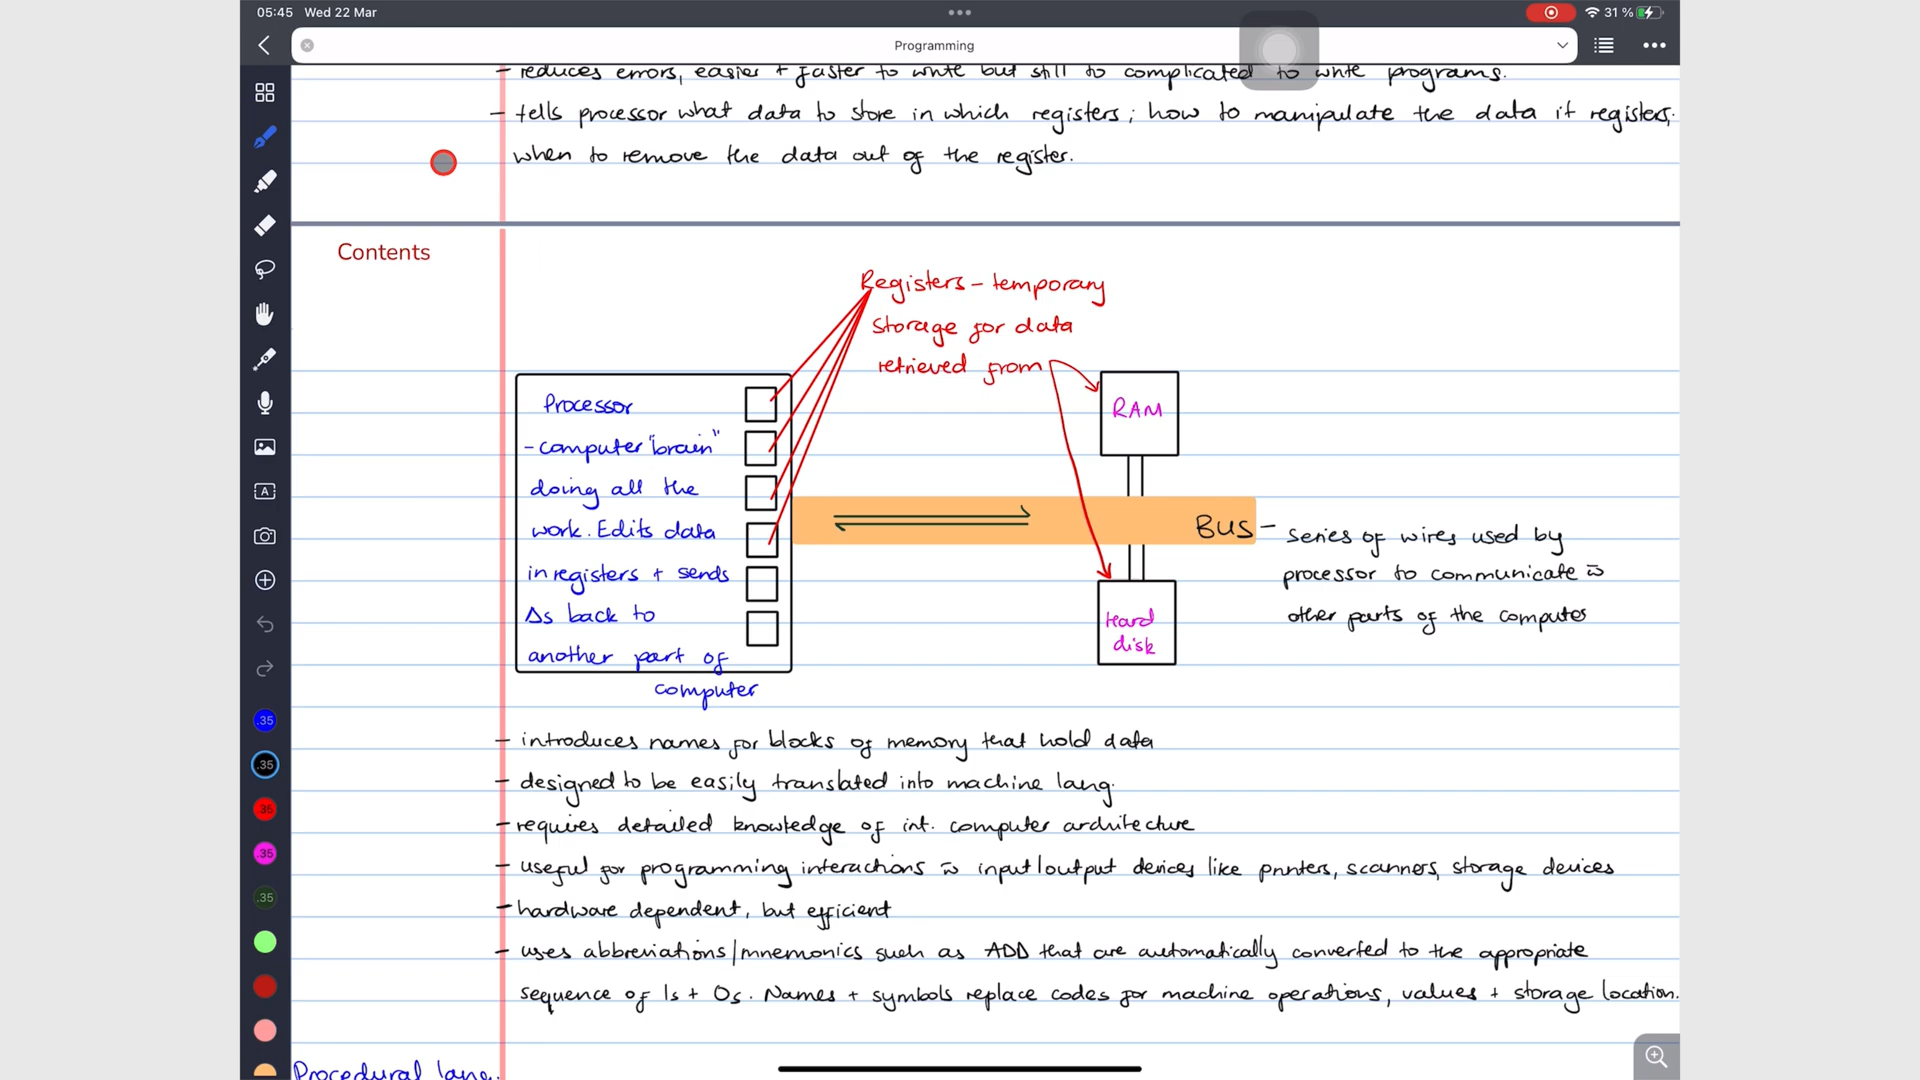 05:45 Wed 22 Mar
31 %
Programming
- reduces errors, easier + faster to write but still to complicated to write programs.
- tells processor what data to store in which registers; how to manipulate the data it registers;
when to remove the data out of the register.
Contents
Registers - temporary
storage for data
retrieved from
RAM
Processor
- computer "brain"
doing all the
work. Edits data
in registers + sends
Δs back to
another part of
computer
BUS - series of wires used by
processor to communicate w
other parts of the computer
Hard
disk
- introduces names for blocks of memory that hold data
- designed to be easily translated into machine lang.
- requires detailed knowledge of int. computer architecture
- useful for programming interactions w input/output devices like printers, scanners, storage devices
- hardware dependent, but efficient
- uses abbreviations/mnemonics such as ADD that are automatically converted to the appropriate
sequence of 1s + 0s. Names + symbols replace codes for machine operations, values + storage location.
Procedural lang.
.35
.35
.35
.35
.35